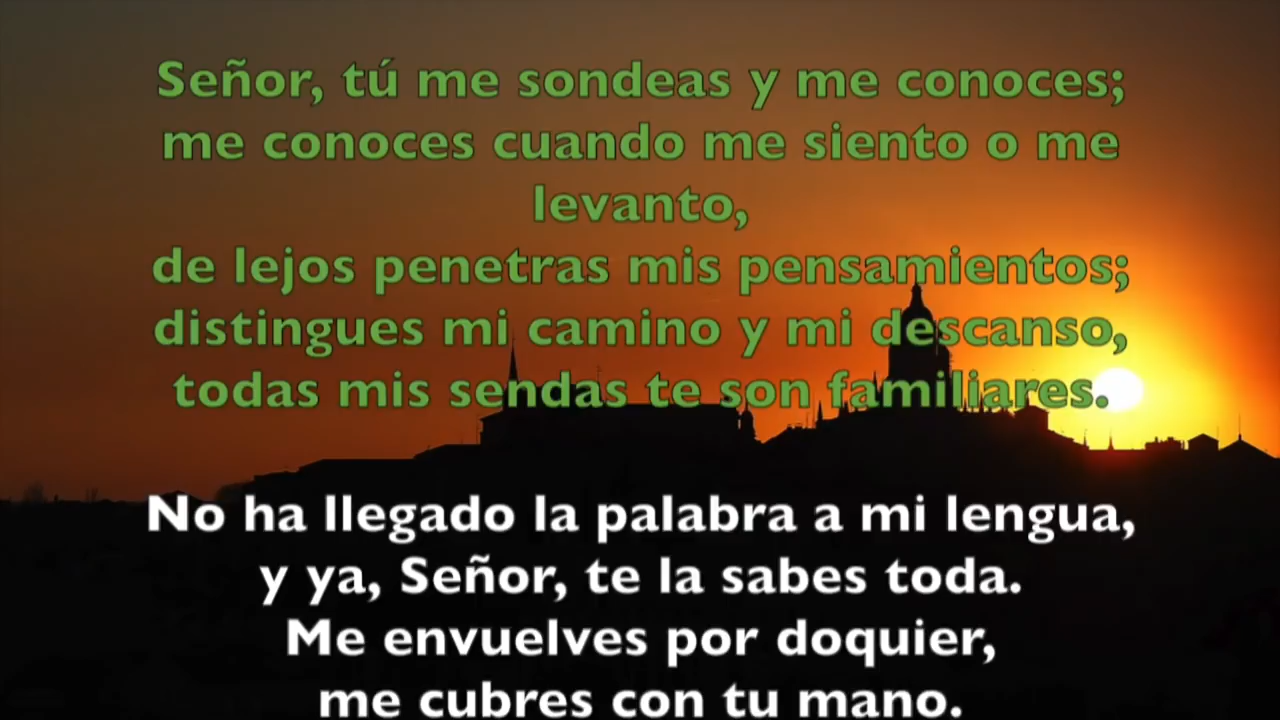 Señor, tú me sondeas y me conoces;
me conoces cuando me siento o me
levanto,
de lejos penetras mis pensamientos;
distingues mi camino y mi descanso,
todas mis sendas te son familiares.
No ha llegado la palabra a mi lengua,
y ya, Señor, te la sabes toda.
Me envuelves por doquier,
me cubres con tu mano.